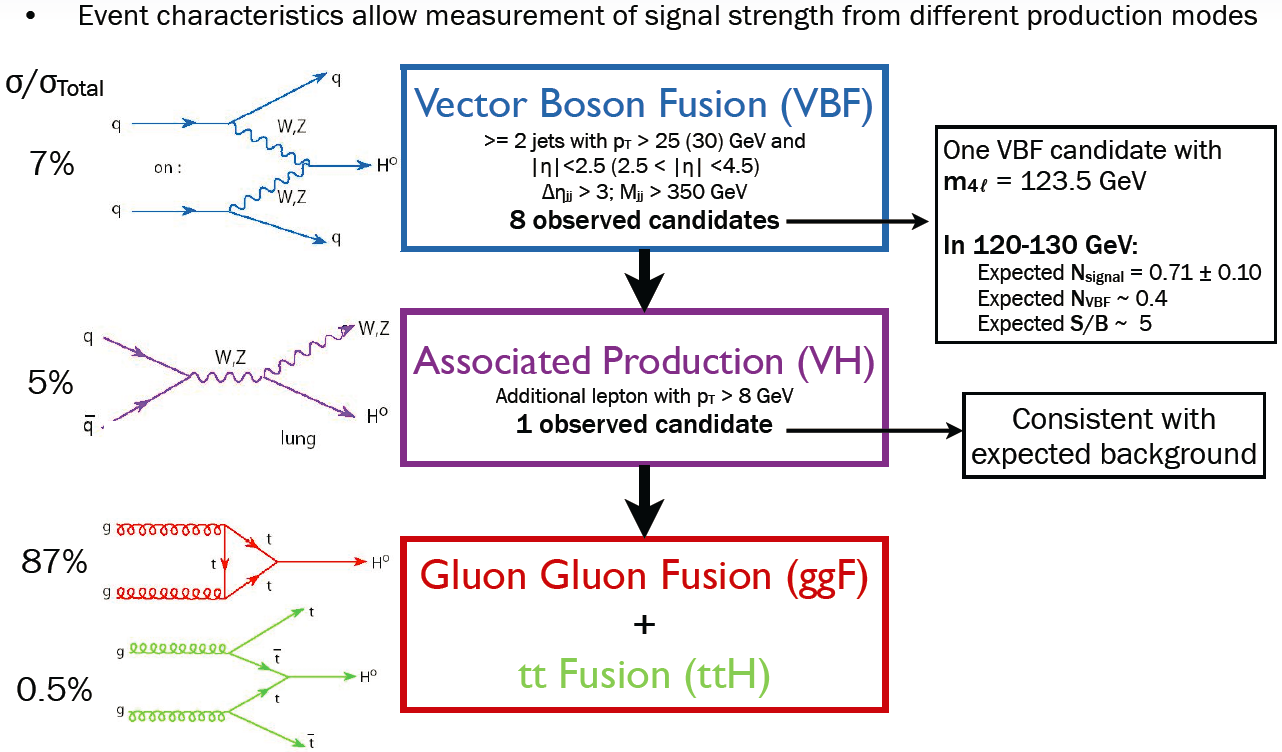 • Event characteristics allow measurement of signal strength from different production modes
σ/σTotal
7%
q
q
on :
W,Z
W,Z
H⁰
q
q
Vector Boson Fusion (VBF)
>= 2 jets with pT > 25 (30) GeV and
|η|<2.5 (2.5 < |η| <4.5)
Δηjj > 3; Mjj > 350 GeV
8 observed candidates
One VBF candidate with
m4ℓ = 123.5 GeV
In 120-130 GeV:
Expected Nsignal = 0.71 ± 0.10
Expected NVBF ~ 0.4
Expected S/B ~ 5
5%
q
q̅
W,Z
W,Z
H⁰
lung
Associated Production (VH)
Additional lepton with pT > 8 GeV
1 observed candidate
Consistent with
expected background
87%
g
g
t
t
t
H⁰
Gluon Gluon Fusion (ggF)
+
tt Fusion (ttH)
0.5%
g
g
t
t̅
t
t̅
H⁰